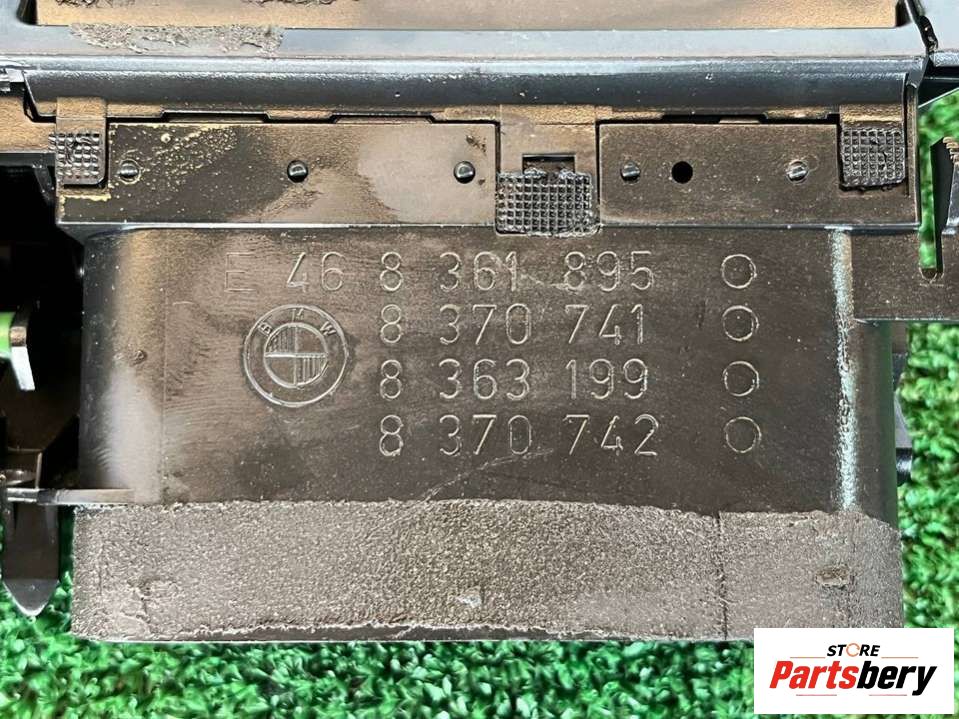 E 46 8 361 895
8 370 741
8 363 199
8 370 742
BMW
STORE
Partsbery